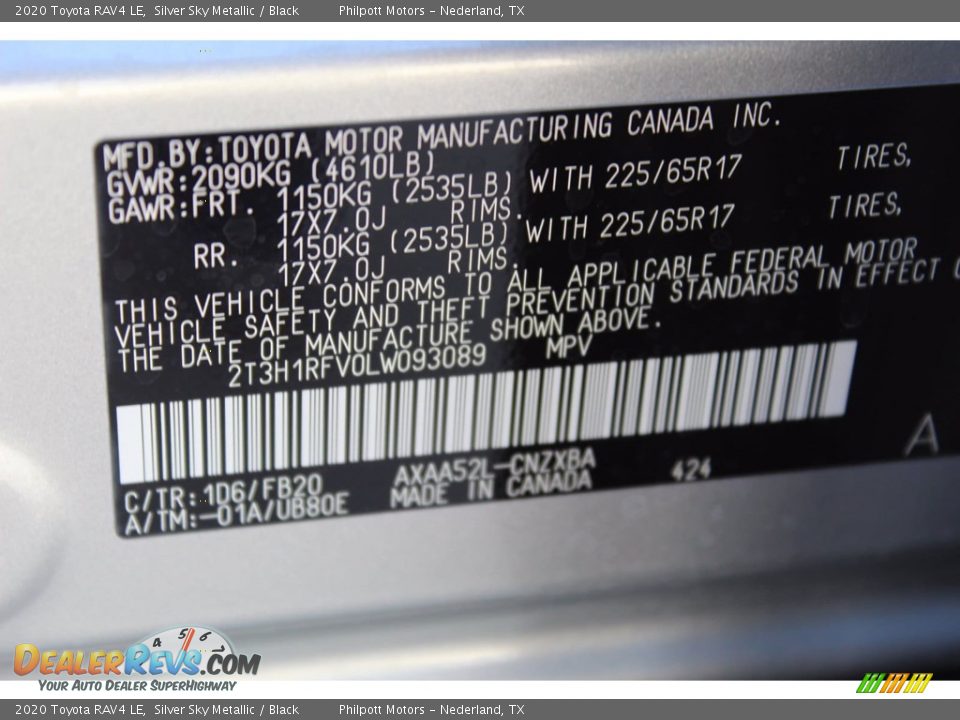 2020 Toyota RAV4 LE, Silver Sky Metallic / Black Philpott Motors - Nederland, TX
MFD.BY:TOYOTA MOTOR MANUFACTURING CANADA INC.
GVWR:2090KG (4610LB)
GAWR:FRT. 1150KG (2535LB) WITH 225/65R17 TIRES,
17X7.0J RIMS.
RR. 1150KG (2535LB) WITH 225/65R17 TIRES,
17X7.0J RIMS.
THIS VEHICLE CONFORMS TO ALL APPLICABLE FEDERAL MOTOR
VEHICLE SAFETY AND THEFT PREVENTION STANDARDS IN EFFECT
THE DATE OF MANUFACTURE SHOWN ABOVE.
2T3H1RFV0LW093089 MPV
C/TR:1D6/FB20 AXAA52L-CNZXBA 424 A
A/TM:-01A/UB80E MADE IN CANADA
4 5 6
DEALERREVS.COM
YOUR AUTO DEALER SUPERHIGHWAY
2020 Toyota RAV4 LE, Silver Sky Metallic / Black Philpott Motors - Nederland, TX